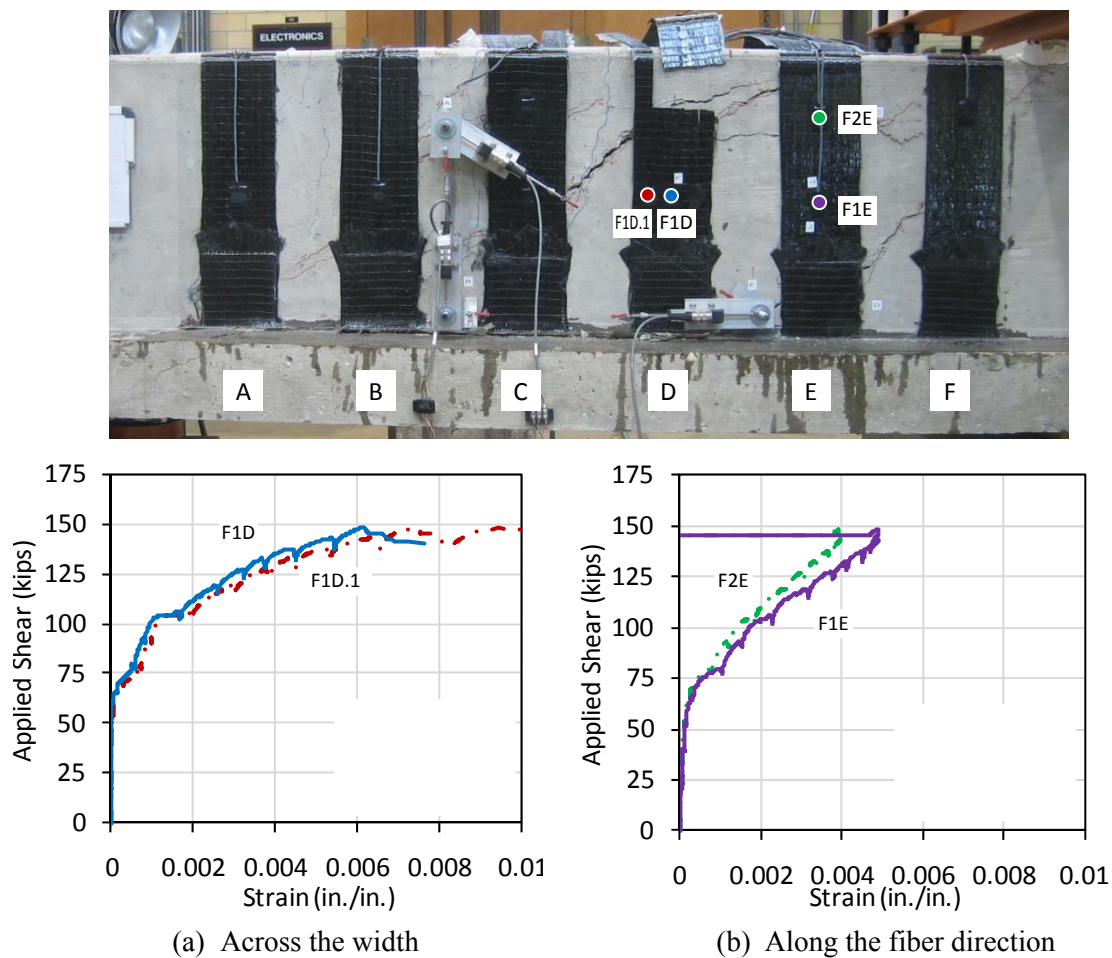 ELECTRONICS
F2E
F1E
F1D.1 F1D
A B C D E F
175
150
125
100
75
50
25
0
Applied Shear (kips)
F1D
F1D.1
0 0.002 0.004 0.006 0.008 0.01
Strain (in./in.)
(a) Across the width
175
150
125
100
75
50
25
0
Applied Shear (kips)
F2E
F1E
0 0.002 0.004 0.006 0.008 0.01
Strain (in./in.)
(b) Along the fiber direction